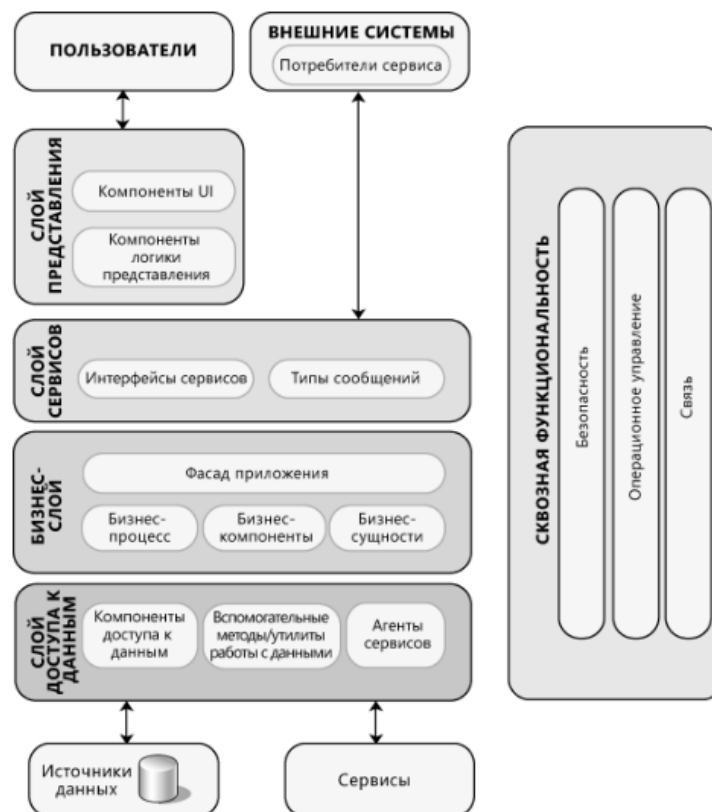 ПОЛЬЗОВАТЕЛИ
ВНЕШНИЕ СИСТЕМЫ
Потребители сервиса
СЛОЙ
ПРЕДСТАВЛЕНИЯ
Компоненты UI
Компоненты
логики
представления
СЛОЙ
СЕРВИСОВ
Интерфейсы сервисов
Типы сообщений
БИЗНЕС-
СЛОЙ
Фасад приложения
Бизнес-
процесс
Бизнес-
компоненты
Бизнес-
сущности
СЛОЙ
ДОСТУПА К
ДАННЫМ
Компоненты
доступа к
данным
Вспомогательные
методы/утилиты
работы с данными
Агенты
сервисов
Источники
данных
Сервисы
СКВОЗНАЯ ФУНКЦИОНАЛЬНОСТЬ
Безопасность
Операционное управление
Связь